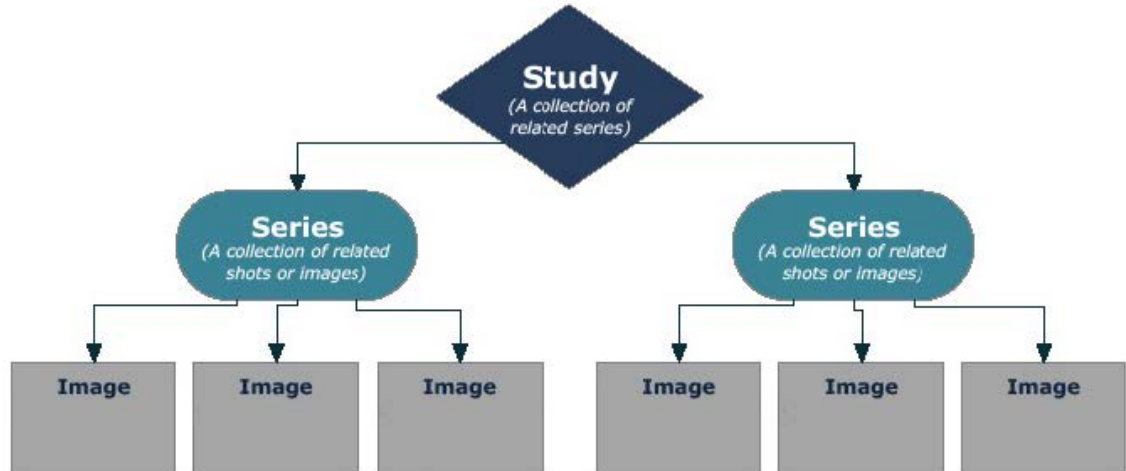 Study
(A collection of
related series)
Series
(A collection of related
shots or images)
Series
(A collection of related
shots or images)
Image
Image
Image
Image
Image
Image